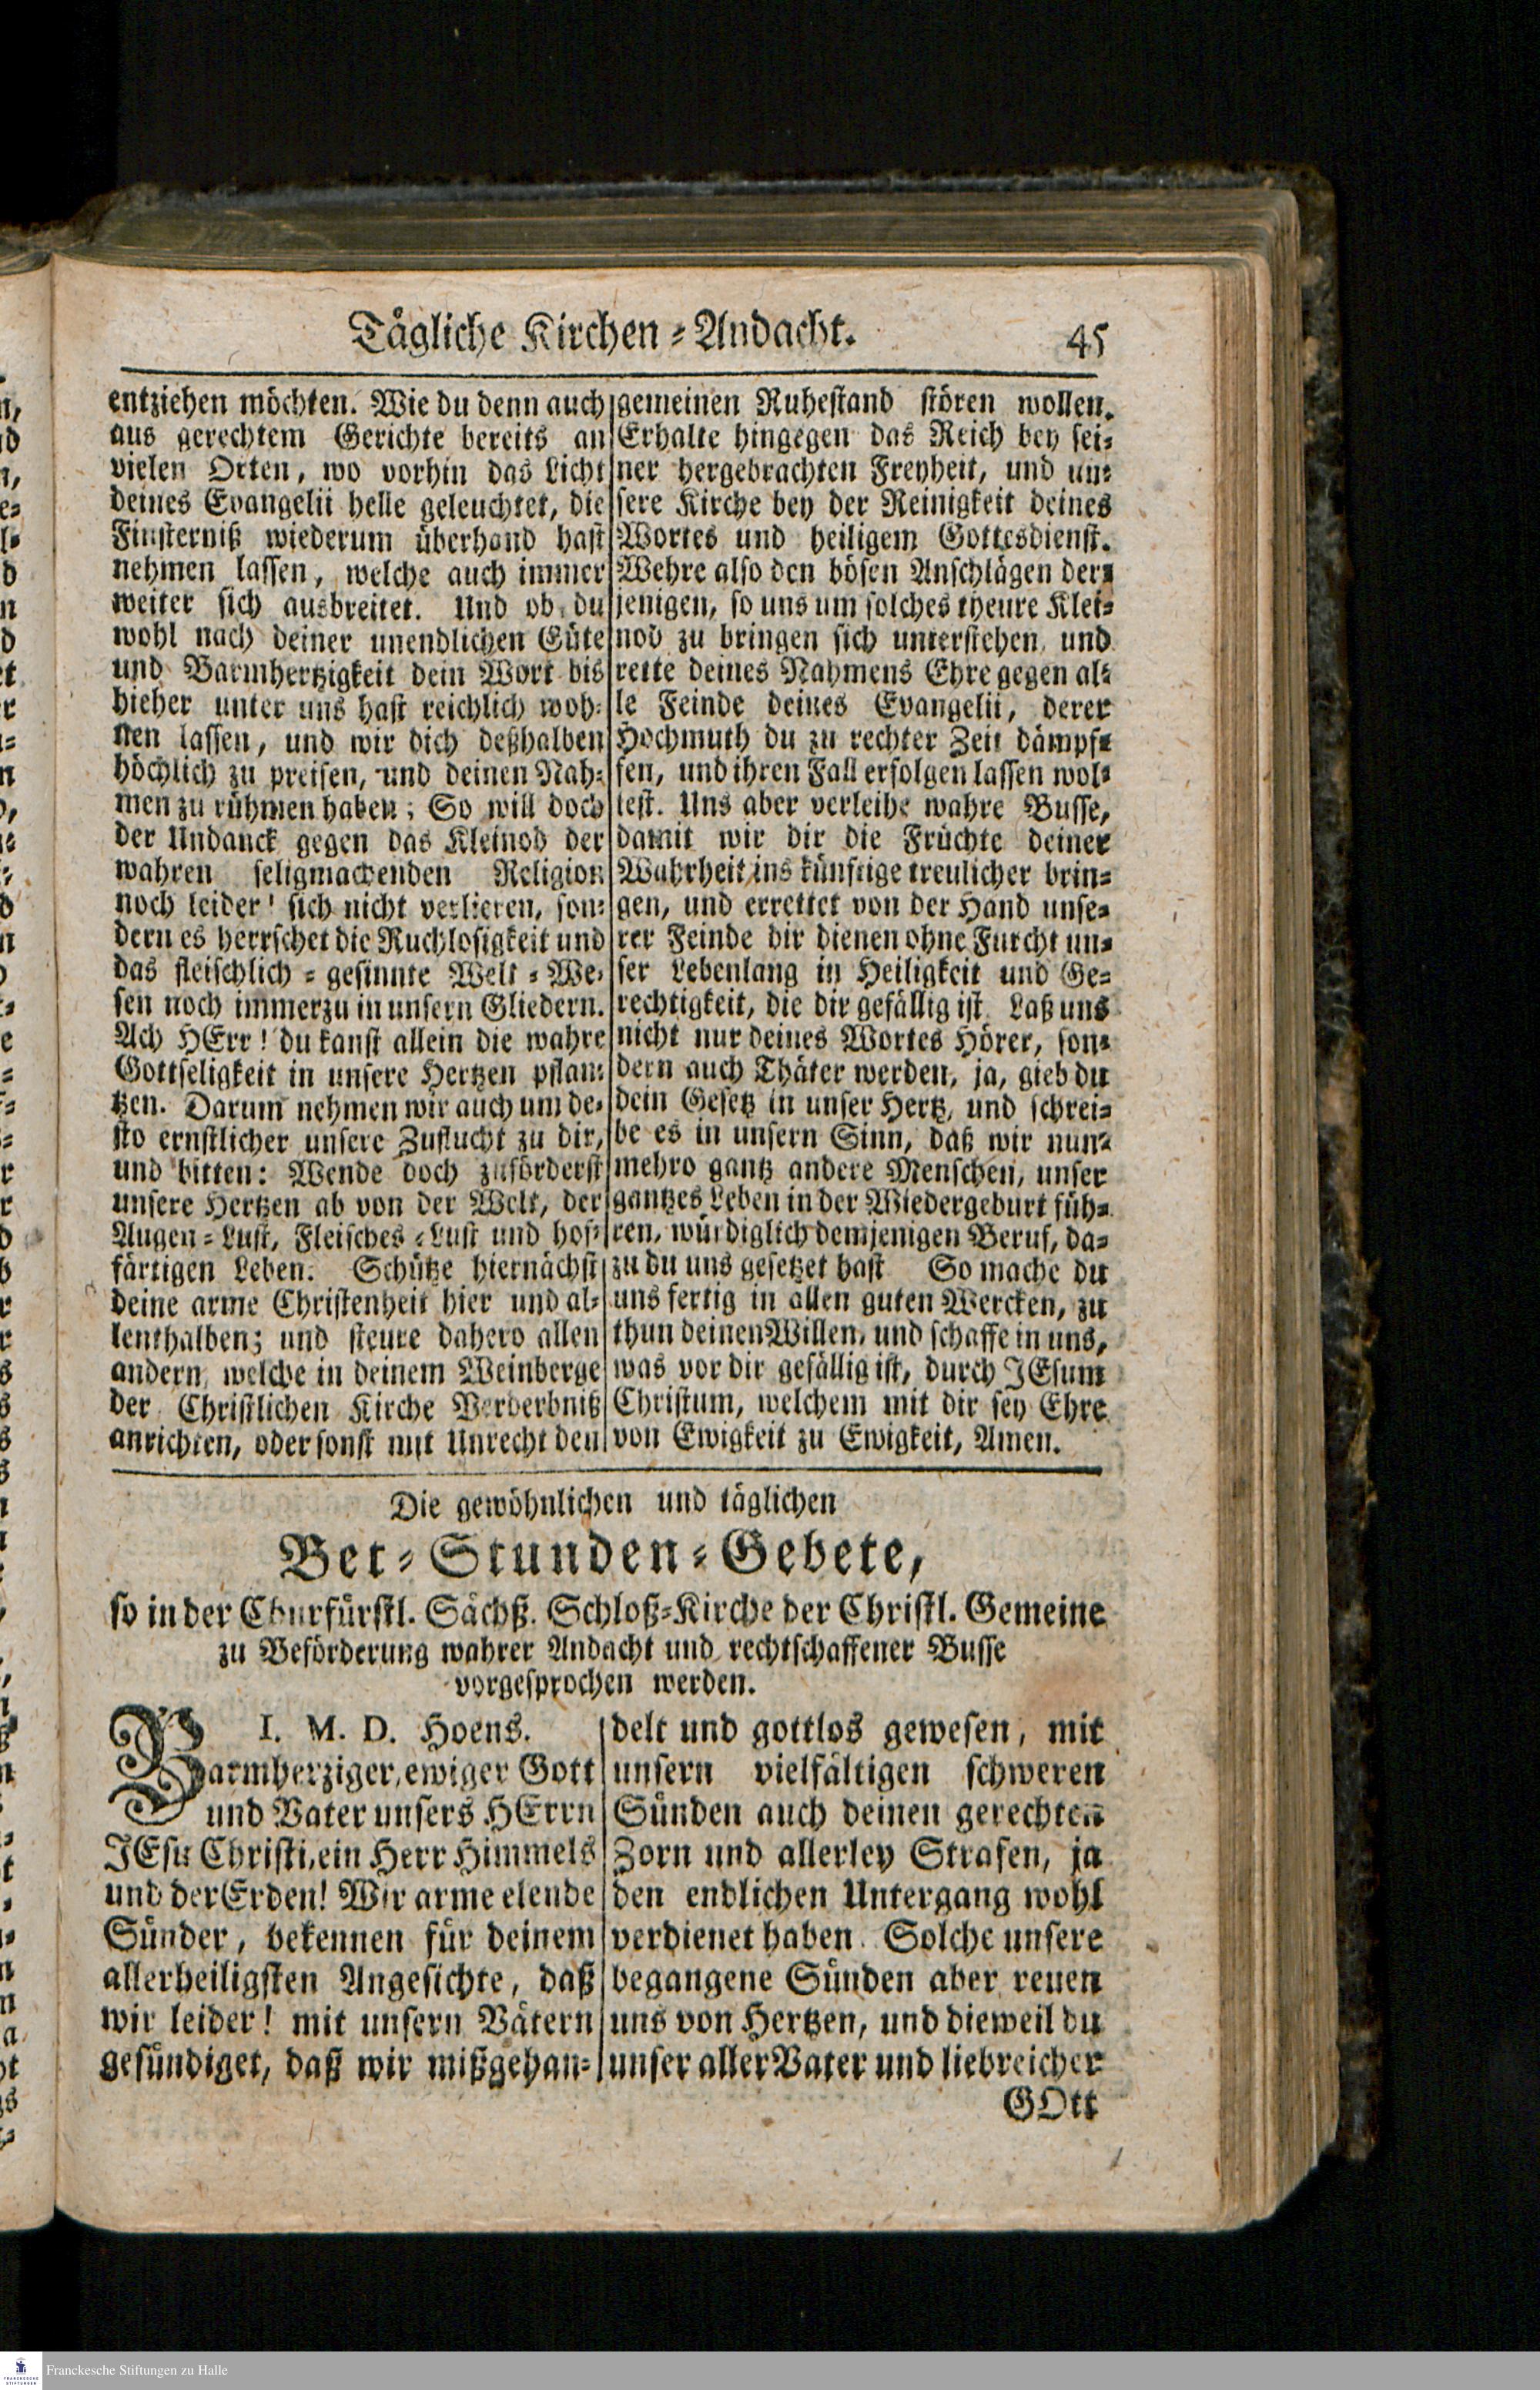 Tägliche Kirchen-Andacht. 45
entziehen möchten. Wie du denn auch
aus gerechtem Gerichte bereits an
vielen Orten, wo vorhin das Licht
deines Evangelii helle geleuchtet, die
Finsterniß wiederum überhand hast
nehmen lassen, welche auch immer
weiter sich ausbreitet. Und ob du
wohl nach deiner unendlichen Güte
und Barmhertzigkeit dein Wort bis
hieher unter uns hast reichlich woh-
nen lassen, und wir dich deßhalben
höchlich zu preisen, und deinen Nah-
men zu rühmen haben; So will doch
der Undanck gegen das Kleinod der
wahren seligmachenden Religion
noch leider! sich nicht verlieren, son-
dern es herrschet die Ruchlosigkeit und
das fleischlich-gesinnte Welt-We-
sen noch immerzu in unsern Gliedern.
Ach HErr! du kanst allein die wahre
Gottseligkeit in unsere Hertzen pflan-
tzen. Darum nehmen wir auch um de-
sto ernstlicher unsere Zuflucht zu dir,
und bitten: Wende doch zuförderst
unsere Hertzen ab von der Welt, der
Augen-Lust, Fleisches-Lust und hof-
färtigen Leben. Schütze hiernächst
deine arme Christenheit hier und al-
lenthalben; und steure dahero allen
andern, welche in deinem Weinberge
der Christlichen Kirche Verderbniß
anrichten, oder sonst mit Unrecht den
gemeinen Ruhestand stören wollen.
Erhalte hingegen das Reich bey sei-
ner hergebrachten Freyheit, und un-
sere Kirche bey der Reinigkeit deines
Wortes und heiligem Gottesdienst.
Wehre also den bösen Anschlägen der-
jenigen, so uns um solches theure Klei-
nod zu bringen sich unterstehen, und
rette deines Nahmens Ehre gegen al-
le Feinde deines Evangelii, derer
Hochmuth du zu rechter Zeit dämpf-
fen, und ihren Fall erfolgen lassen wol-
lest. Uns aber verleihe wahre Busse,
damit wir dir die Früchte deiner
Wahrheit ins künftige treulicher brin-
gen, und errettet von der Hand unse-
rer Feinde dir dienen ohne Furcht un-
ser Lebenlang in Heiligkeit und Ge-
rechtigkeit, die dir gefällig ist. Laß uns
nicht nur deines Wortes Hörer, son-
dern auch Thäter werden, ja, gieb du
dein Gesetz in unser Hertz, und schrei-
be es in unsern Sinn, daß wir nun-
mehro gantz andere Menschen, unser
gantzes Leben in der Wiedergeburt füh-
ren, würdiglich demjenigen Beruf, da-
zu du uns gesetzet hast So mache du
uns fertig in allen guten Wercken, zu
thun deinen Willen, und schaffe in uns,
was vor dir gefällig ist, durch JEsum
Christum, welchem mit dir sey Ehre
von Ewigkeit zu Ewigkeit, Amen.
Die gewöhnlichen und täglichen
Bet-Stunden-Gebete,
so in der Churfürstl. Sächß. Schloß-Kirche der Christl. Gemeine
zu Beförderung wahrer Andacht und rechtschaffener Busse
vorgesprochen werden.
I. M. D. Hoens.
Barmherziger, ewiger Gott
und Vater unsers HErrn
JEsu Christi, ein Herr Himmels
und der Erden! Wir arme elende
Sünder, bekennen für deinem
allerheiligsten Angesichte, daß
wir leider! mit unsern Vätern
gesündiget, daß wir mißgehan-
delt und gottlos gewesen, mit
unsern vielfältigen schweren
Sünden auch deinen gerechten
Zorn und allerley Strafen, ja
den endlichen Untergang wohl
verdienet haben. Solche unsere
begangene Sünden aber reuen
uns von Hertzen, und dieweil du
unser aller Vater und liebreicher
GOtt
Franckesche Stiftungen zu Halle